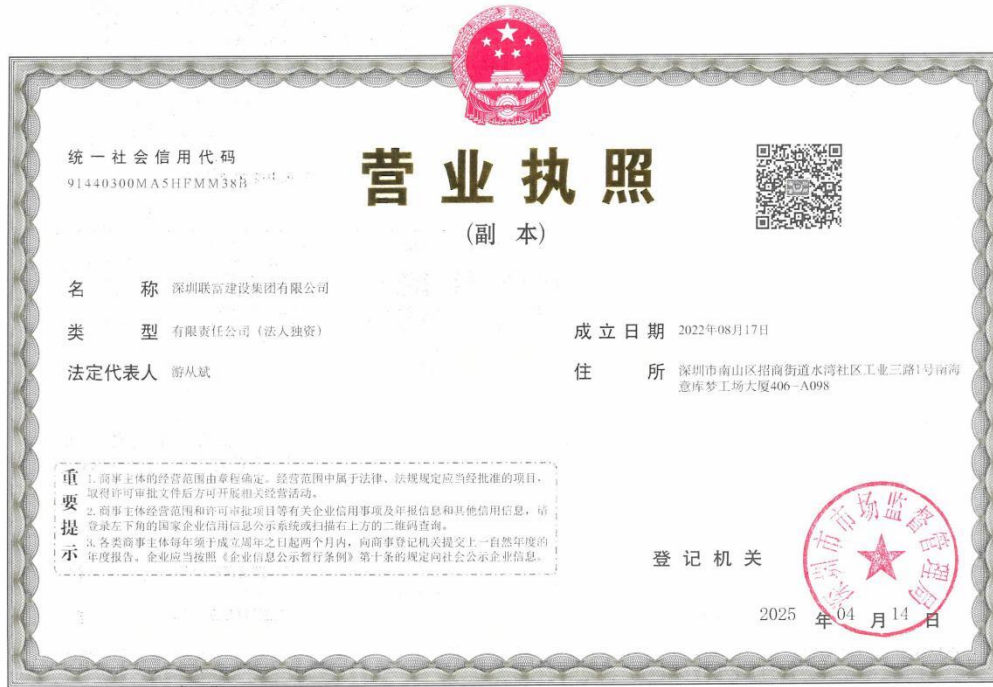 统一社会信用代码
91440300MA5HFMM38H
营业执照
(副 本)
名 称 深圳联富建设集团有限公司
类 型 有限责任公司（法人独资）
成立日期 2022年08月17日
法定代表人 游从斌
住 所 深圳市南山区招商街道水湾社区工业三路1号南海
意库梦工场大厦406-A098
重要提示
1.商事主体的经营范围由章程确定。经营范围中属于法律、法规规定应当经批准的项目，
取得许可审批文件后方可开展相关经营活动。
2.商事主体经营范围和许可审批项目等有关企业信用事项及年报信息和其他信用信息，请
登录左下角的国家企业信用信息公示系统或扫描右上方的二维码查询。
3.各类商事主体每年须于成立周年之日起两个月内，向商事登记机关提交上一自然年度的
年度报告。企业应当按照《企业信息公示暂行条例》第十条的规定向社会公示企业信息。
登记机关
深圳市市场监督管理局
2025 年 04 月 14 日